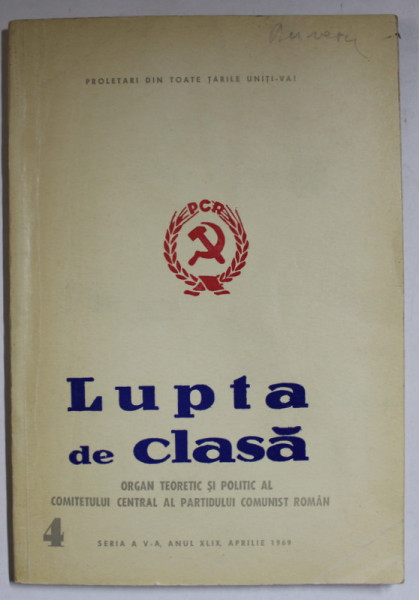 PROLETARI DIN TOATE ȚĂRILE UNIȚI-VĂ!
PCR
Lupta
de clasă
ORGAN TEORETIC ȘI POLITIC AL
COMITETULUI CENTRAL AL PARTIDULUI COMUNIST ROMÂN
4
SERIA A V-A, ANUL XLIX, APRILIE 1969